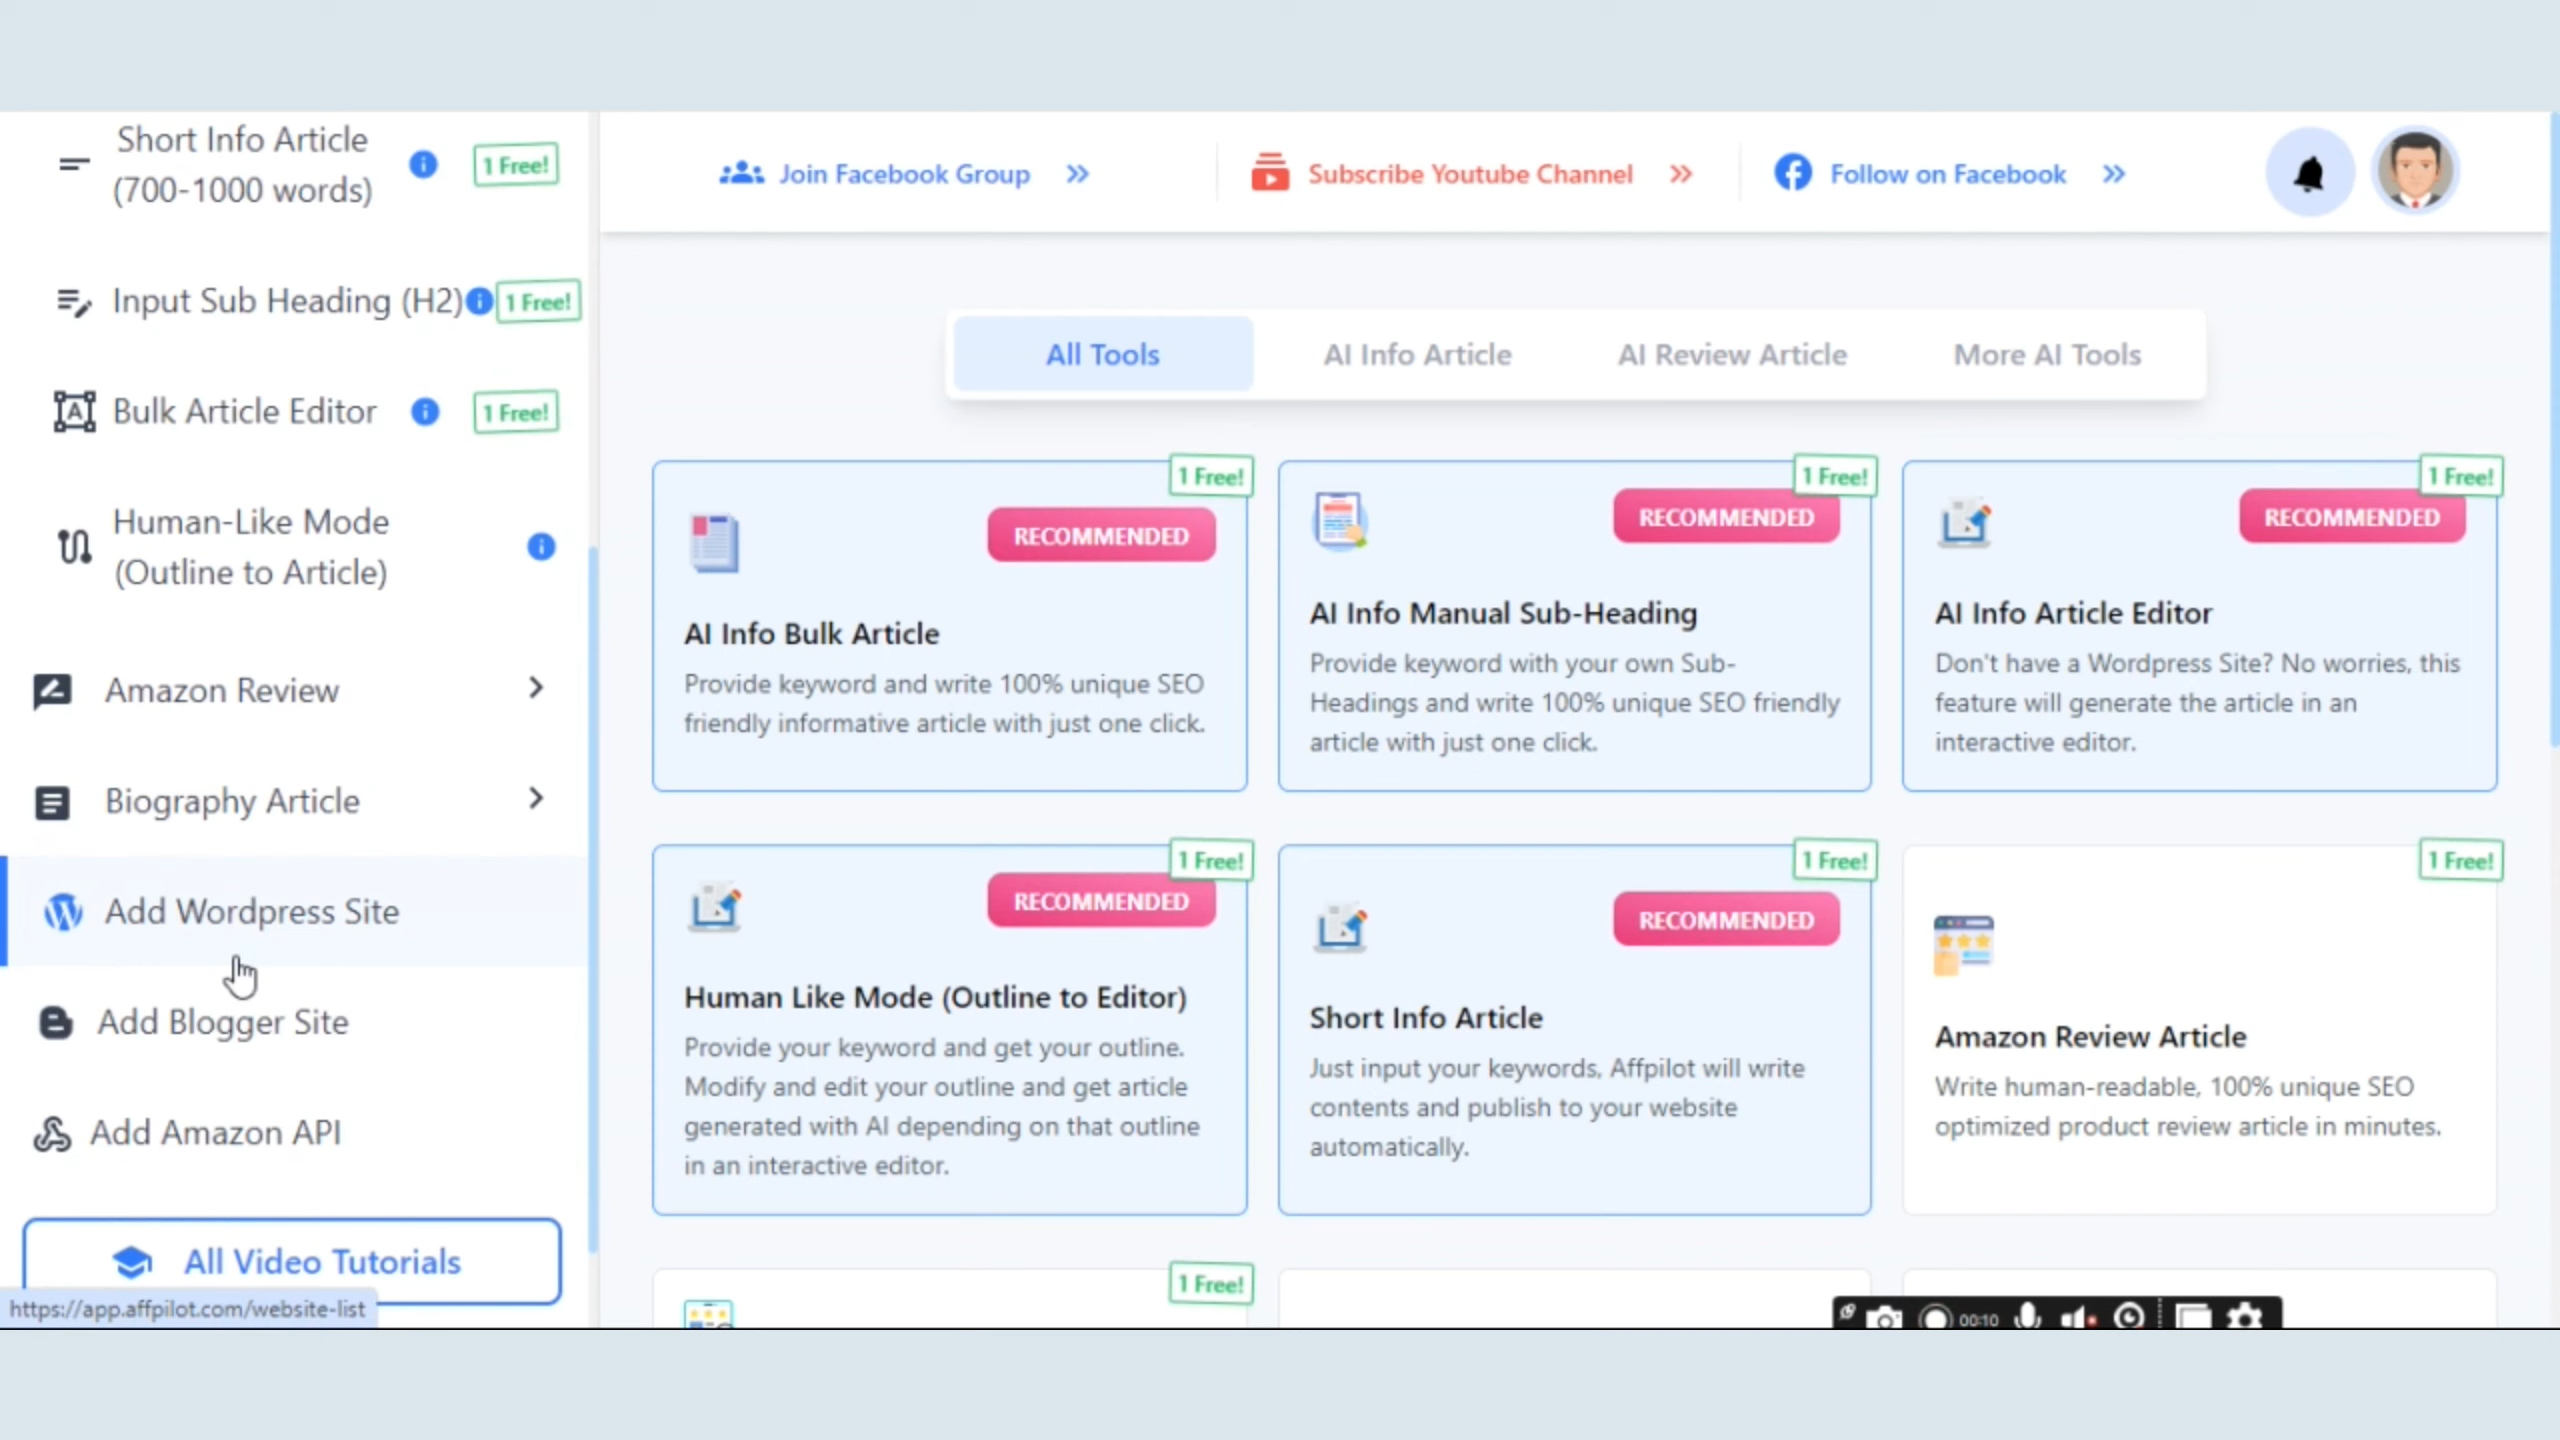 Short Info Article
(700-1000 words)
1 Free!
Input Sub Heading (H2)
1 Free!
Bulk Article Editor
1 Free!
Human-Like Mode
(Outline to Article)
Amazon Review
Biography Article
Add Wordpress Site
Add Blogger Site
Add Amazon API
All Video Tutorials
https://app.affpilot.com/website-list
Join Facebook Group
Subscribe Youtube Channel
Follow on Facebook
All Tools
AI Info Article
AI Review Article
More AI Tools
1 Free!
RECOMMENDED
AI Info Bulk Article
Provide keyword and write 100% unique SEO
friendly informative article with just one click.
1 Free!
RECOMMENDED
AI Info Manual Sub-Heading
Provide keyword with your own Sub-
Headings and write 100% unique SEO friendly
article with just one click.
1 Free!
RECOMMENDED
AI Info Article Editor
Don't have a Wordpress Site? No worries, this
feature will generate the article in an
interactive editor.
1 Free!
RECOMMENDED
Human Like Mode (Outline to Editor)
Provide your keyword and get your outline.
Modify and edit your outline and get article
generated with AI depending on that outline
in an interactive editor.
1 Free!
RECOMMENDED
Short Info Article
Just input your keywords, Affpilot will write
contents and publish to your website
automatically.
1 Free!
Amazon Review Article
Write human-readable, 100% unique SEO
optimized product review article in minutes.
1 Free!
00:10